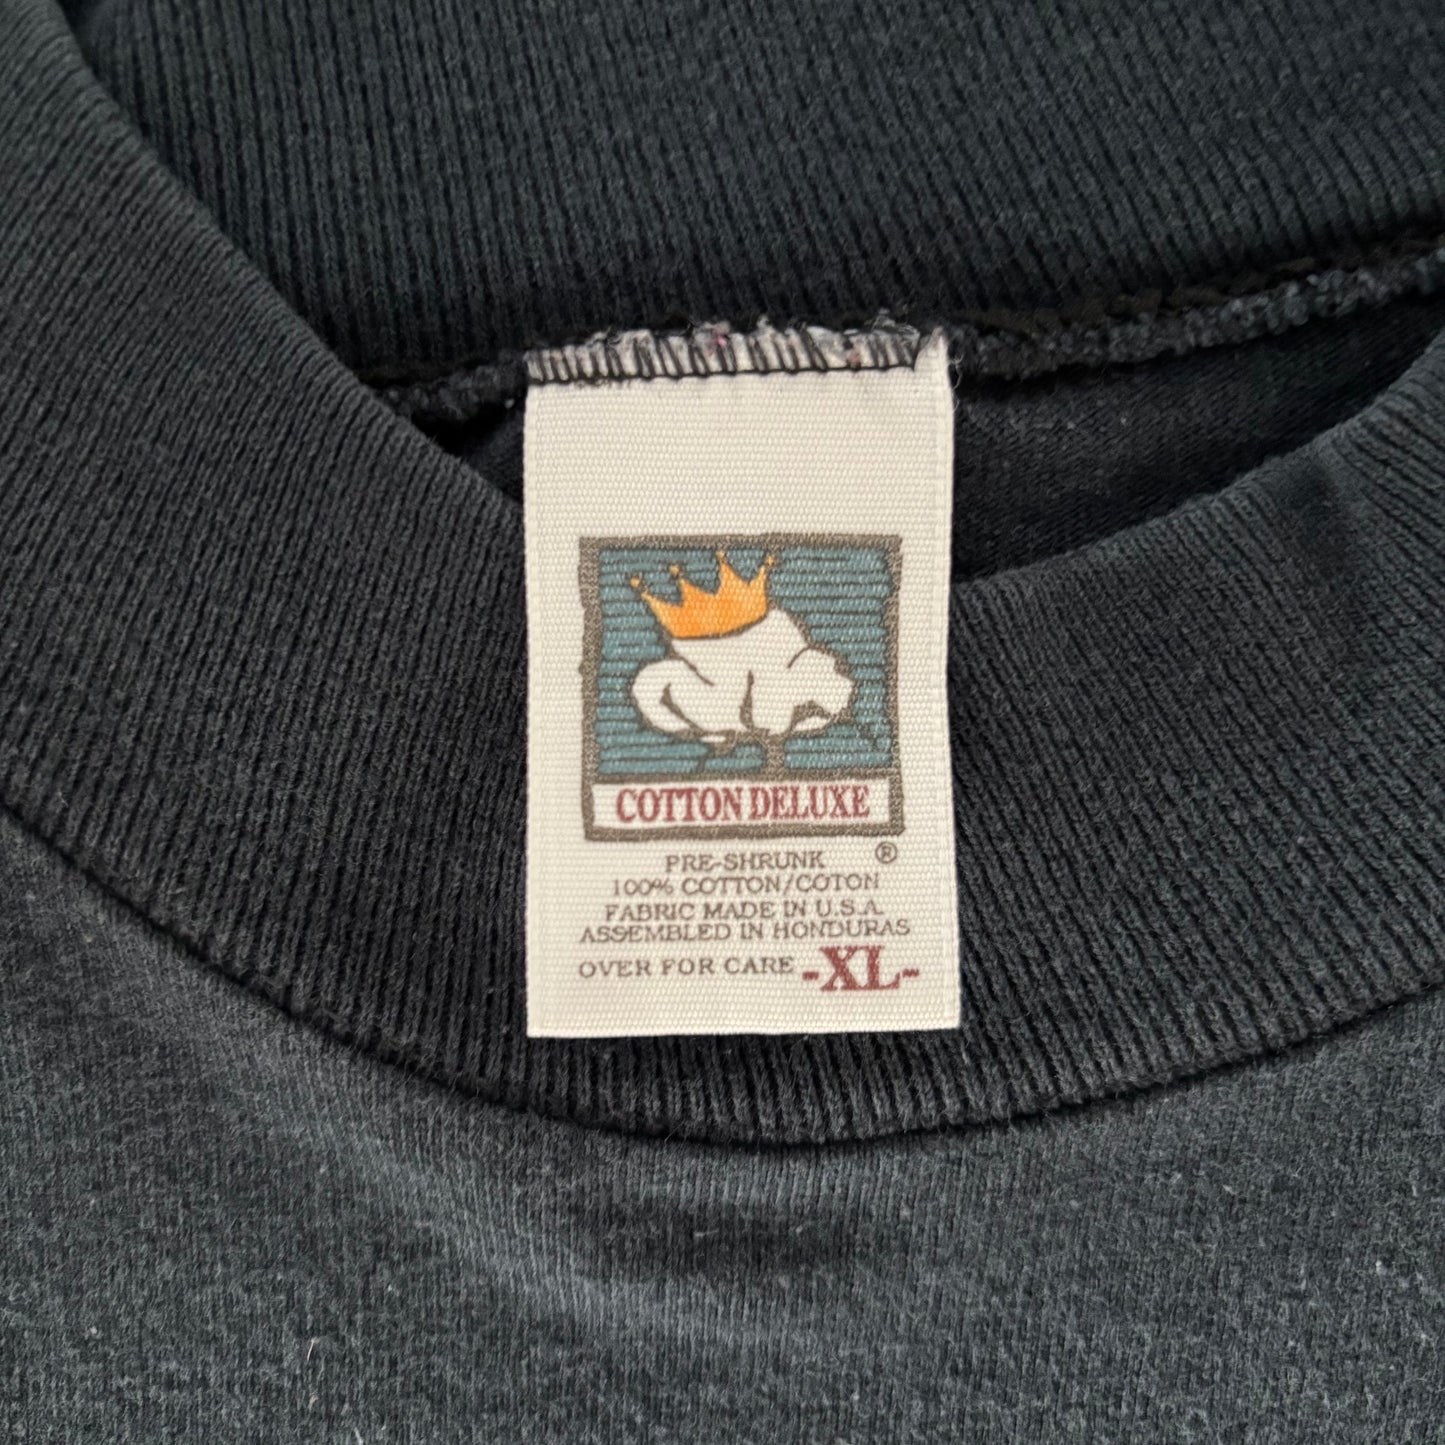 COTTON DELUXE
®
PRE-SHRUNK
100% COTTON/COTON
FABRIC MADE IN U.S.A.
ASSEMBLED IN HONDURAS
OVER FOR CARE -XL-